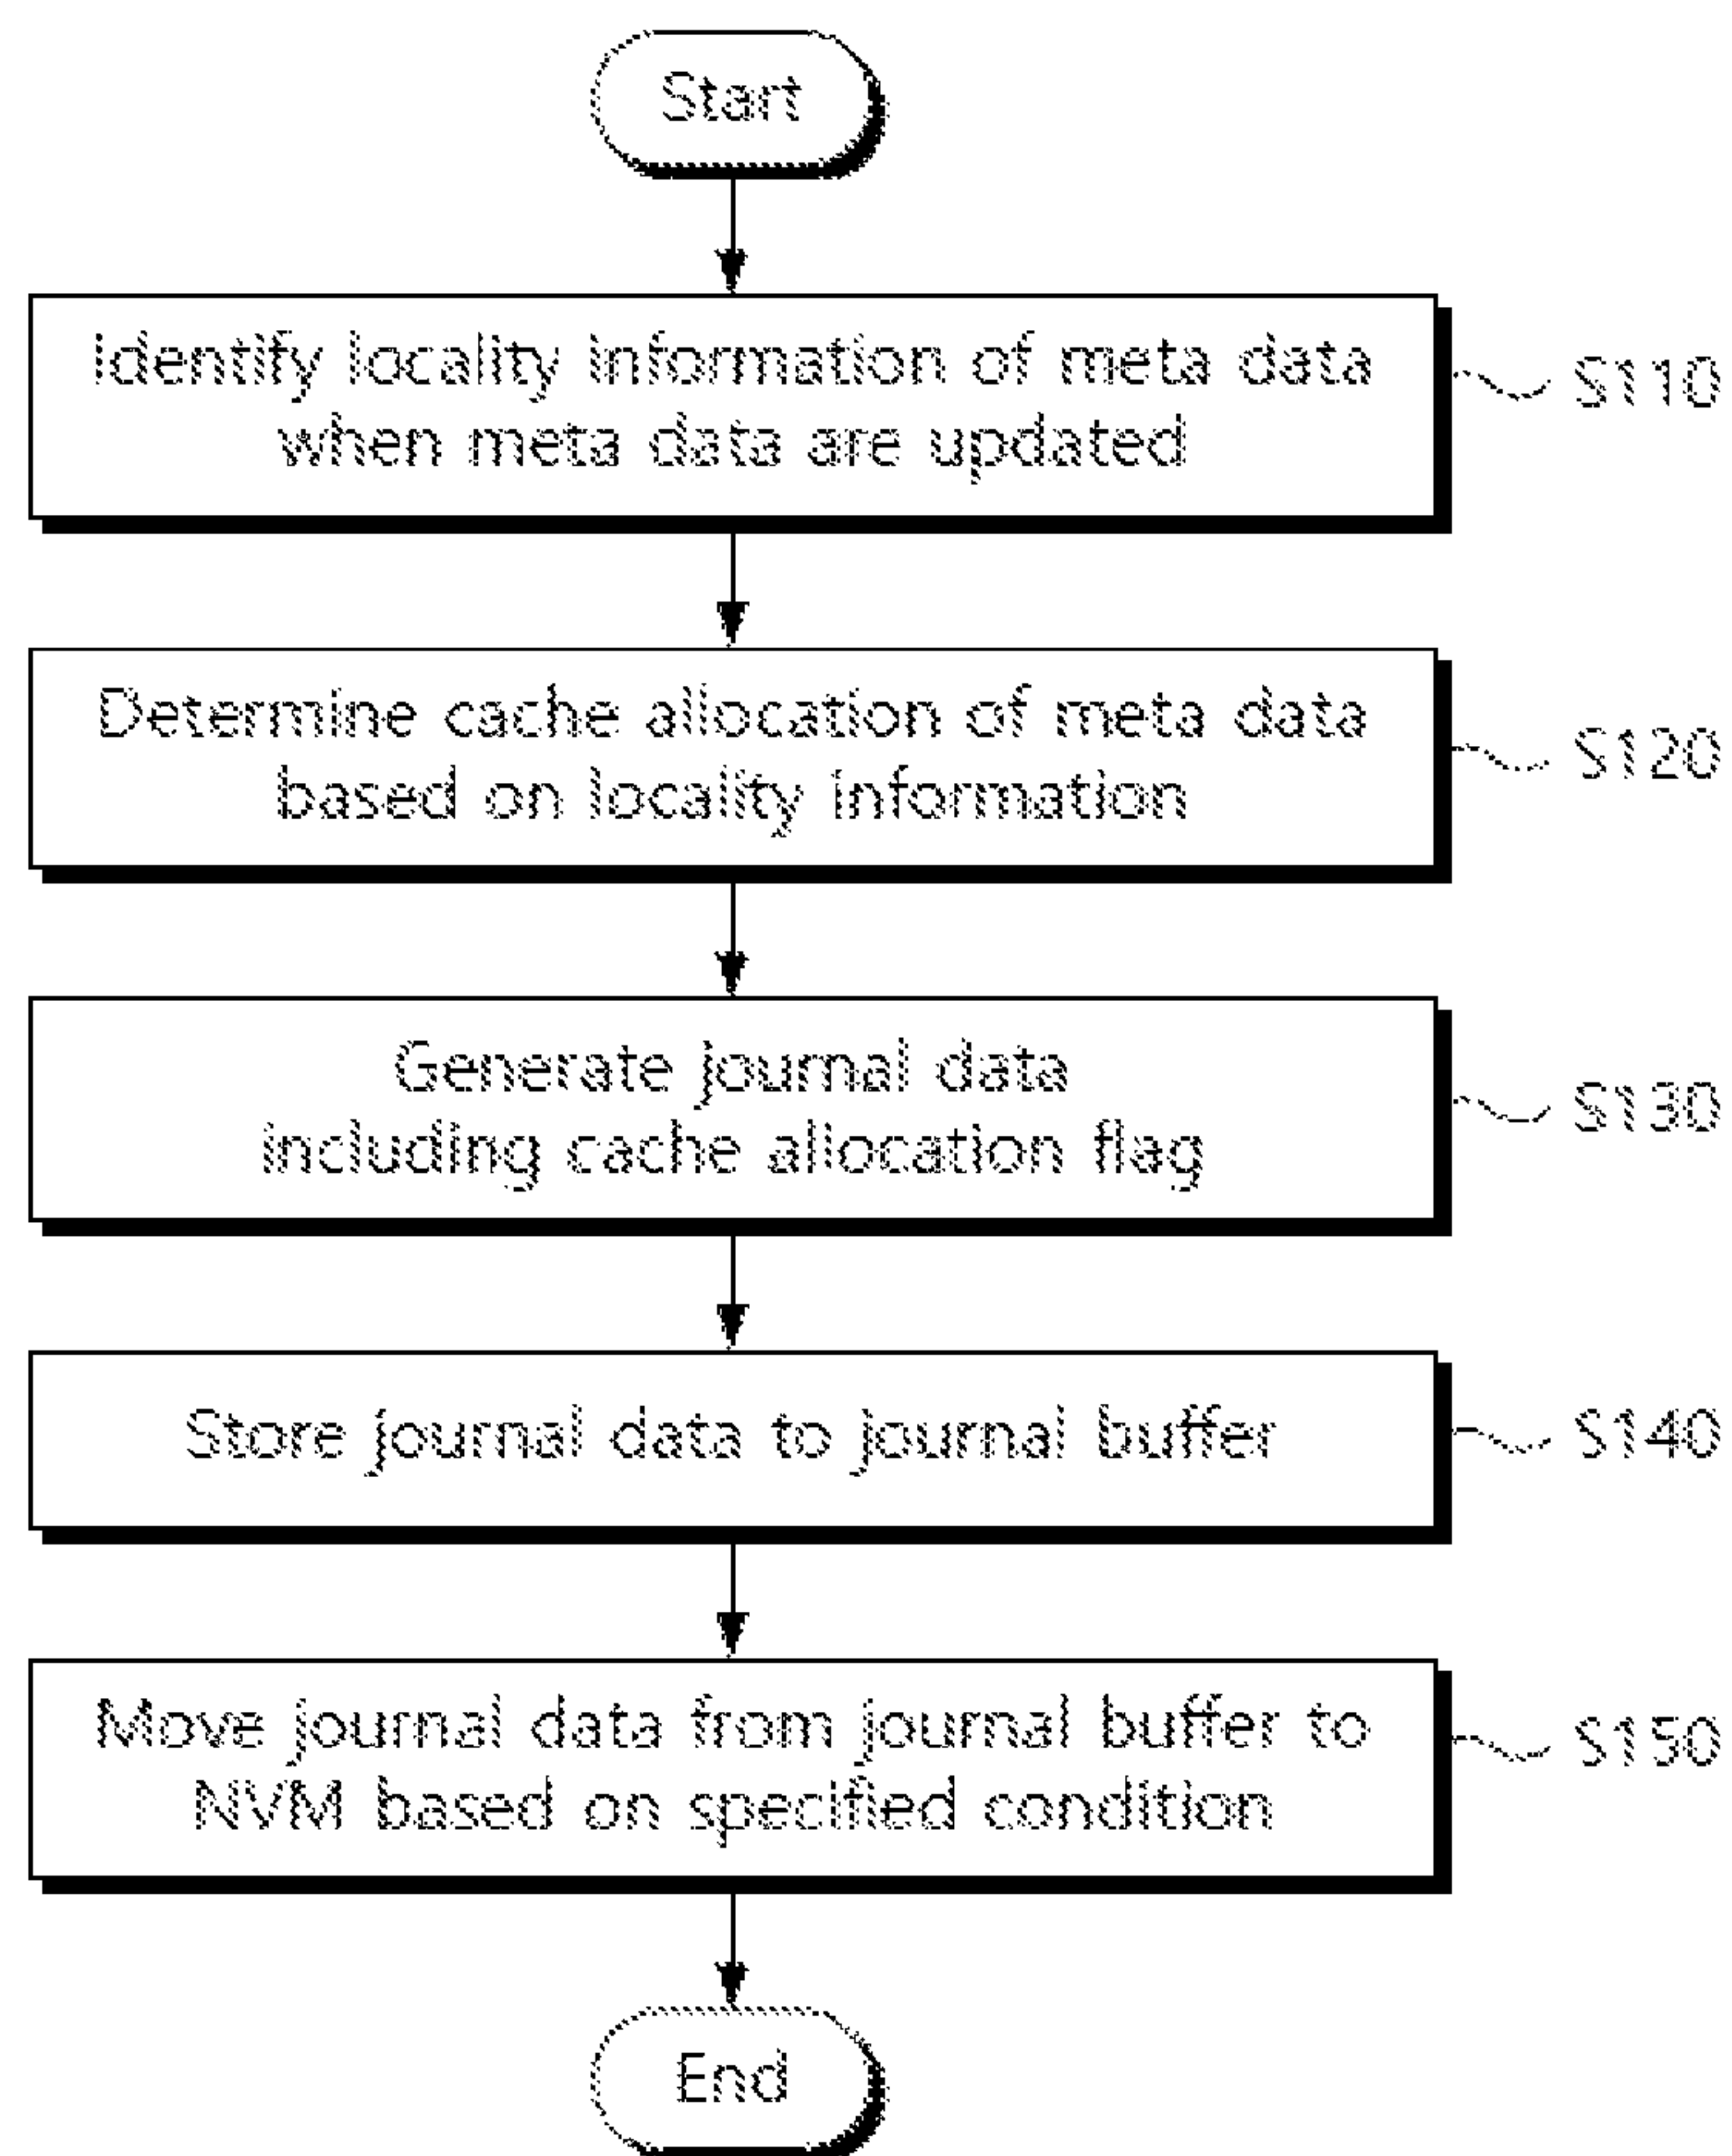 Start
Identify locality information of meta data
when meta data are updated
S110
Determine cache allocation of meta data
based on locality information
S120
Generate journal data
including cache allocation flag
S130
Store journal data to journal buffer
S140
Move journal data from journal buffer to
NVM based on specified condition
S150
End